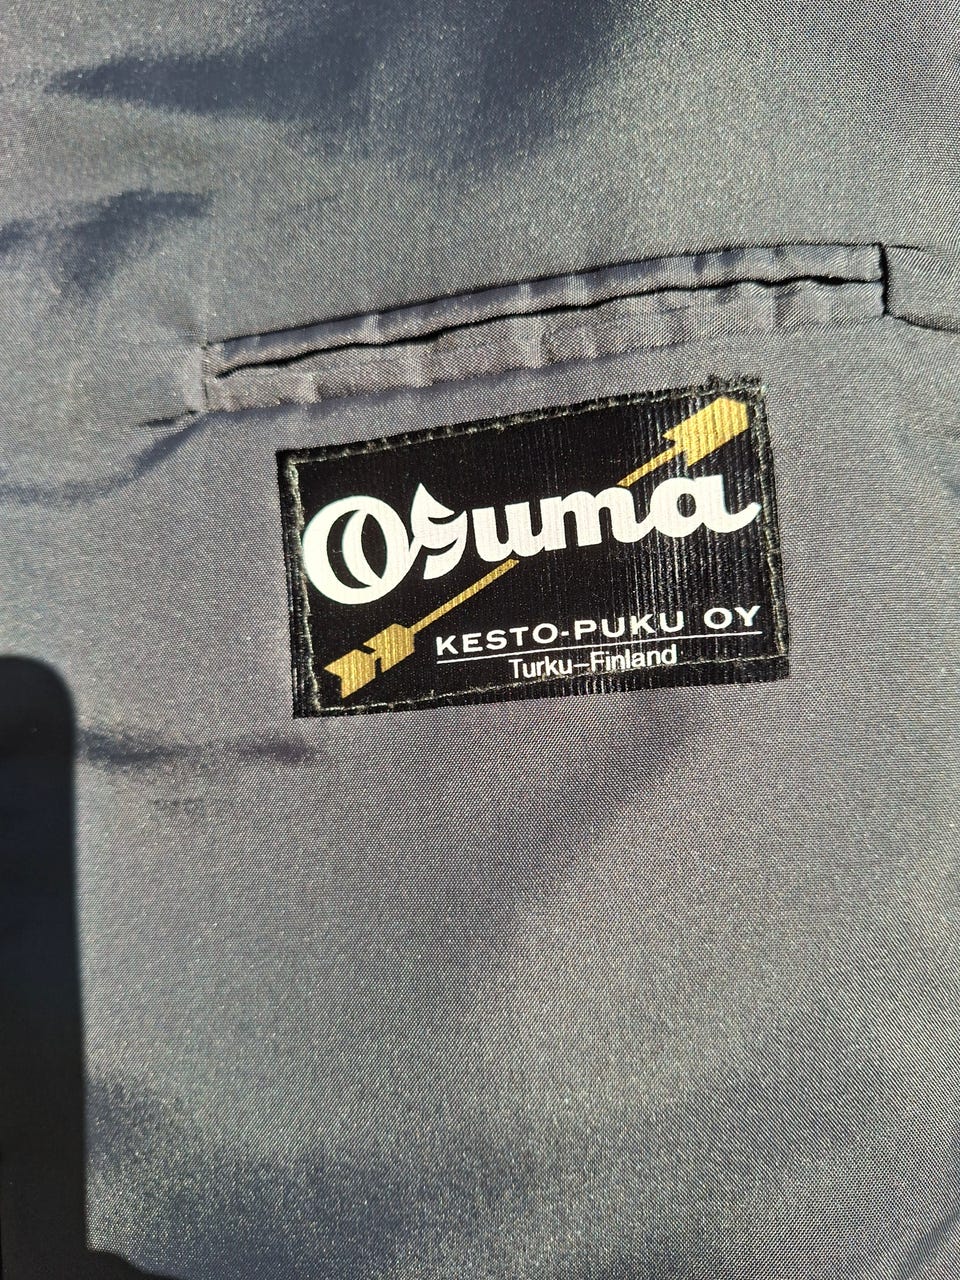 Osuma
KESTO-PUKU OY
Turku–Finland